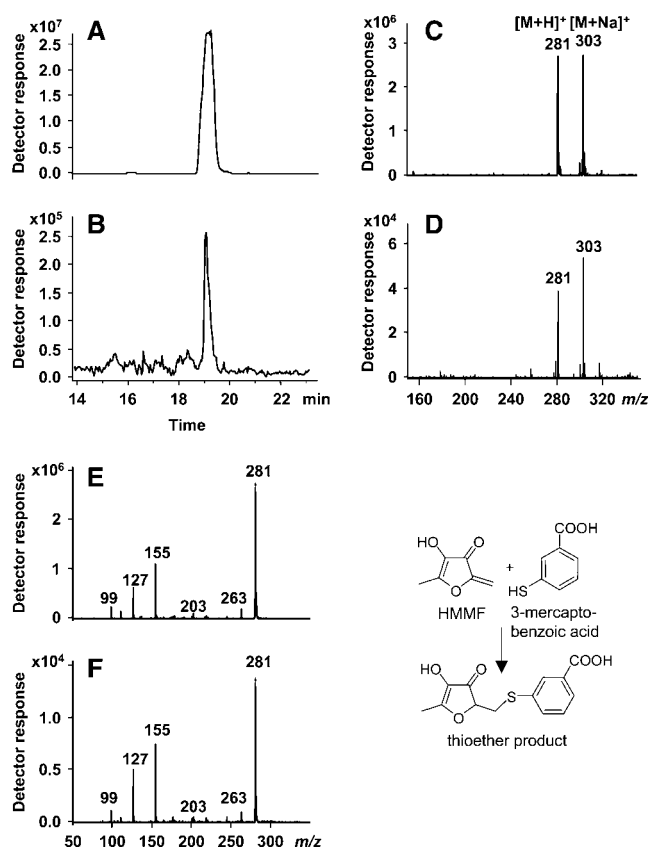 A
x10⁷
Detector response
2.5
2.0
1.5
1.0
0.5
0.0
B
x10⁵
Detector response
2.5
2.0
1.5
1.0
0.5
0.0
14 16 18 20 22 min
Time
C
x10⁶
Detector response
[M+H]⁺ [M+Na]⁺
281 303
3
2
1
0
D
x10⁴
Detector response
303
281
6
4
2
0
160 200 240 280 320 m/z
E
x10⁶
Detector response
281
2
1
0
155
127
99
203
263
F
x10⁴
Detector response
281
1.0
0.5
0.0
155
127
99
203
263
50 100 150 200 250 300 m/z
HO O
O
HMMF
+
COOH
HS
3-mercapto-
benzoic acid
HO O
O
S
COOH
thioether product